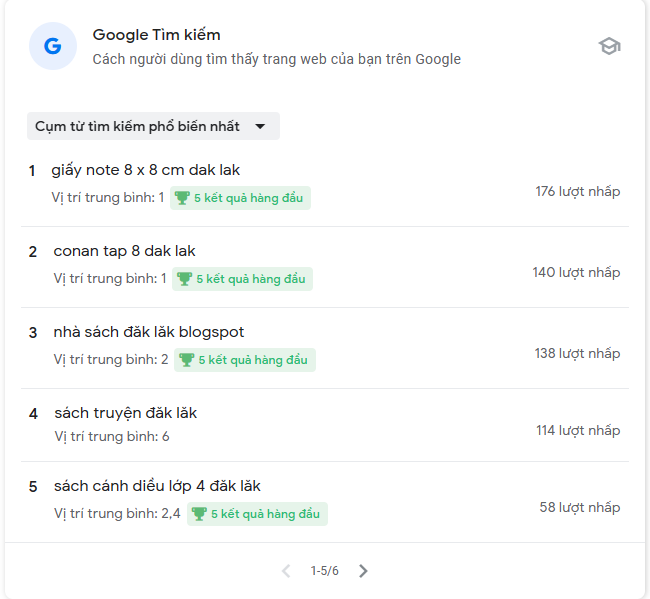 G
Google Tìm kiếm
Cách người dùng tìm thấy trang web của bạn trên Google
Cụm từ tìm kiếm phổ biến nhất
1 giấy note 8 x 8 cm dak lak
Vị trí trung bình: 1 5 kết quả hàng đầu
176 lượt nhấp
2 conan tap 8 dak lak
Vị trí trung bình: 1 5 kết quả hàng đầu
140 lượt nhấp
3 nhà sách đăk lăk blogspot
Vị trí trung bình: 2 5 kết quả hàng đầu
138 lượt nhấp
4 sách truyện đăk lăk
Vị trí trung bình: 6
114 lượt nhấp
5 sách cánh diều lớp 4 đăk lăk
Vị trí trung bình: 2,4 5 kết quả hàng đầu
58 lượt nhấp
1-5/6